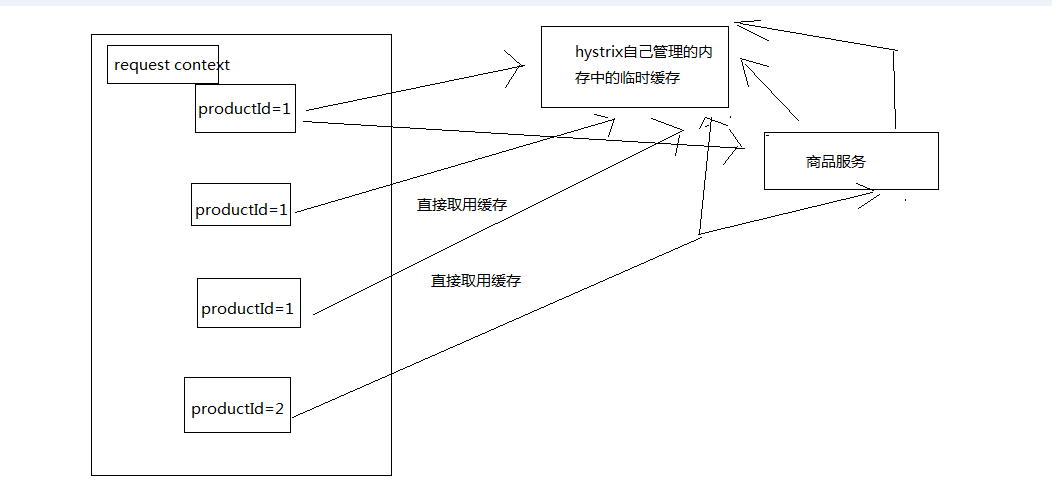 request context
productId=1
hystrix自己管理的内
存中的临时缓存
商品服务
productId=1
直接取用缓存
productId=1
直接取用缓存
productId=2